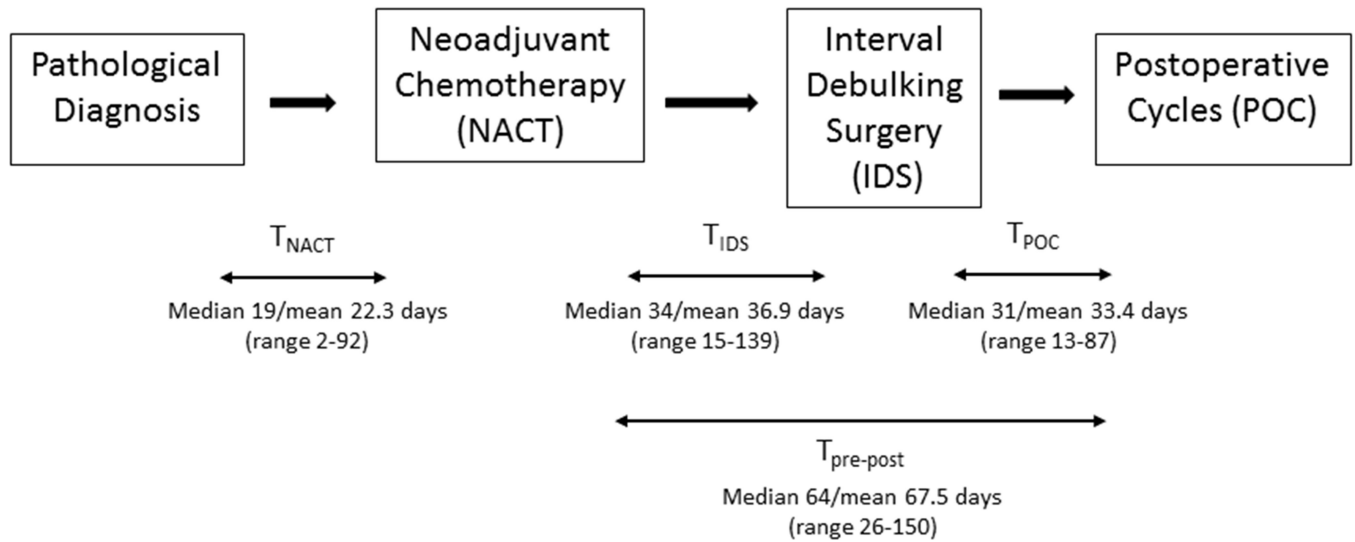 Pathological
Diagnosis
Neoadjuvant
Chemotherapy
(NACT)
Interval
Debulking
Surgery
(IDS)
Postoperative
Cycles (POC)
TNACT
Median 19/mean 22.3 days
(range 2-92)
TIDS
Median 34/mean 36.9 days
(range 15-139)
TPOC
Median 31/mean 33.4 days
(range 13-87)
Tpre-post
Median 64/mean 67.5 days
(range 26-150)